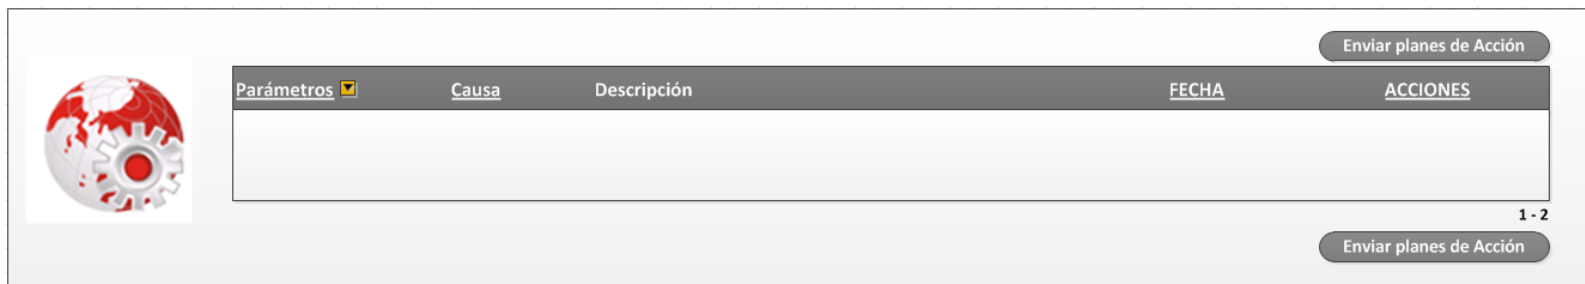 Enviar planes de Acción
Parámetros Causa Descripción FECHA ACCIONES
1 - 2
Enviar planes de Acción